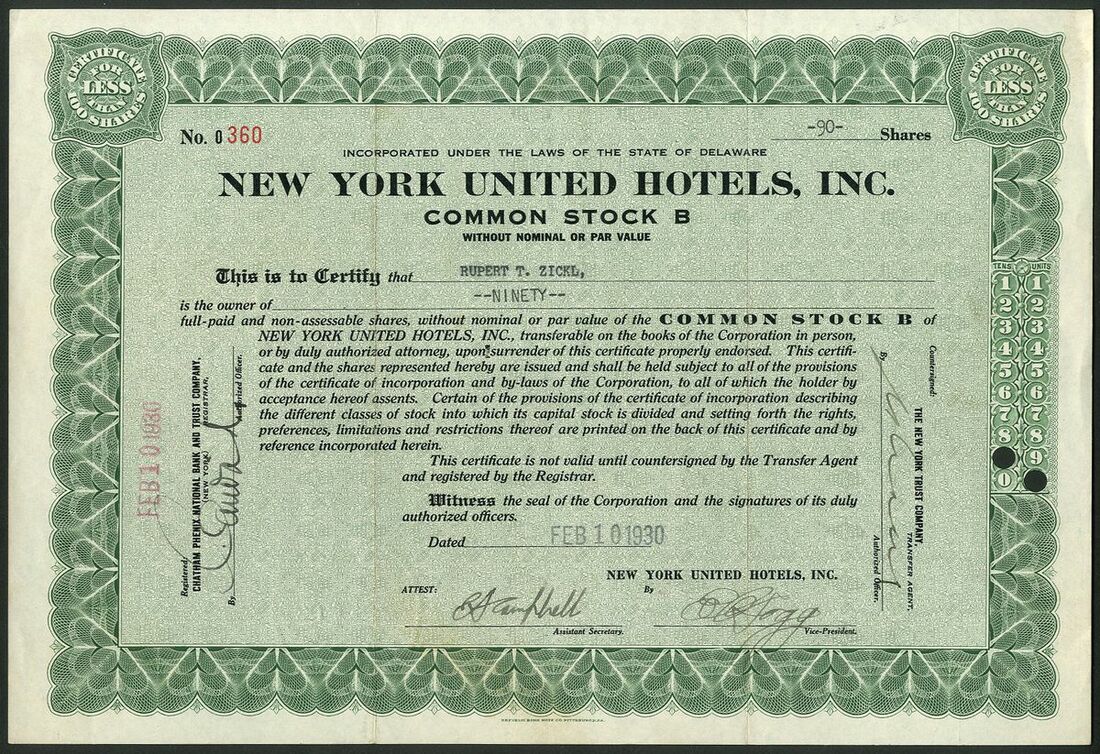 CERTIFICATE FOR LESS THAN 100 SHARES
CERTIFICATE FOR LESS THAN 100 SHARES
No. 0360
-90- Shares
INCORPORATED UNDER THE LAWS OF THE STATE OF DELAWARE
NEW YORK UNITED HOTELS, INC.
COMMON STOCK B
WITHOUT NOMINAL OR PAR VALUE
This is to Certify that RUPERT T. ZICKL,
is the owner of --NINETY--
full-paid and non-assessable shares, without nominal or par value of the COMMON STOCK B of
NEW YORK UNITED HOTELS, INC., transferable on the books of the Corporation in person,
or by duly authorized attorney, upon surrender of this certificate properly endorsed. This certifi-
cate and the shares represented hereby are issued and shall be held subject to all of the provisions
of the certificate of incorporation and by-laws of the Corporation, to all of which the holder by
acceptance hereof assents. Certain of the provisions of the certificate of incorporation describing
the different classes of stock into which its capital stock is divided and setting forth the rights,
preferences, limitations and restrictions thereof are printed on the back of this certificate and by
reference incorporated herein.
This certificate is not valid until countersigned by the Transfer Agent
and registered by the Registrar.
Witness the seal of the Corporation and the signatures of its duly
authorized officers.
Dated FEB 10 1930
NEW YORK UNITED HOTELS, INC.
ATTEST: By
E A Campbell
Assistant Secretary. Vice-President.
FEB 10 1930
Registered:
CHATHAM PHENIX NATIONAL BANK AND TRUST COMPANY,
(NEW YORK) REGISTRAR,
By Authorized Officer.
Countersigned:
THE NEW YORK TRUST COMPANY,
TRANSFER AGENT,
By Authorized Officer.
TENS UNITS
1 1
2 2
3 3
4 4
5 5
6 6
7 7
8 8
9
0